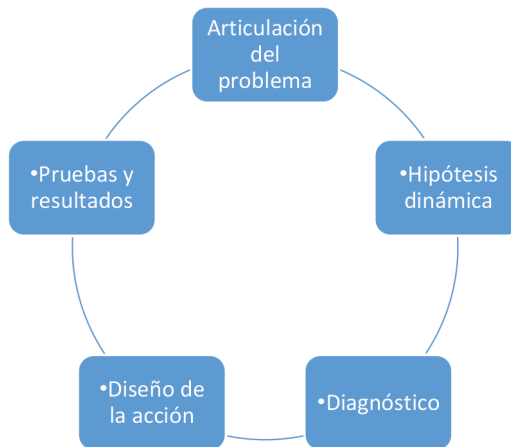 Articulación
del
problema
•Hipótesis
dinámica
•Diagnóstico
•Diseño de
la acción
•Pruebas y
resultados